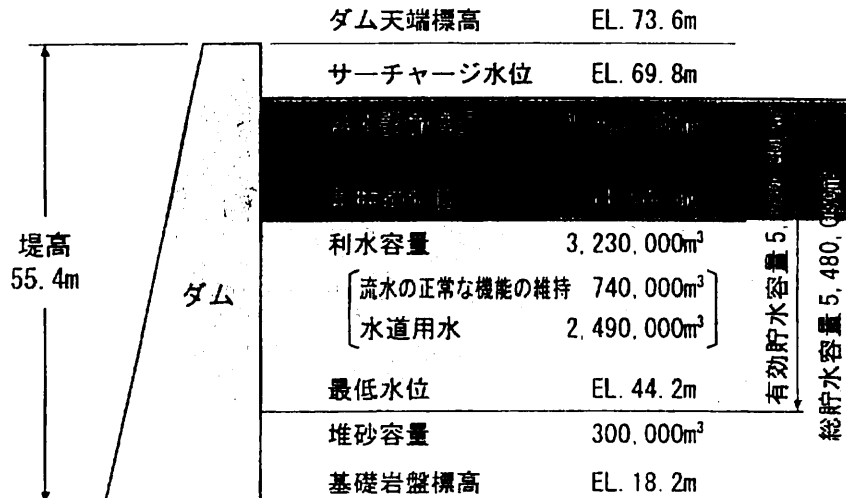 ダム天端標高 EL. 73.6m
サーチャージ水位 EL. 69.8m
利水容量 3,230,000m³
流水の正常な機能の維持 740,000m³
水道用水 2,490,000m³
最低水位 EL. 44.2m
堆砂容量 300,000m³
基礎岩盤標高 EL. 18.2m
堤高
55.4m
ダム
有効貯水容量 5,
総貯水容量 5,480,